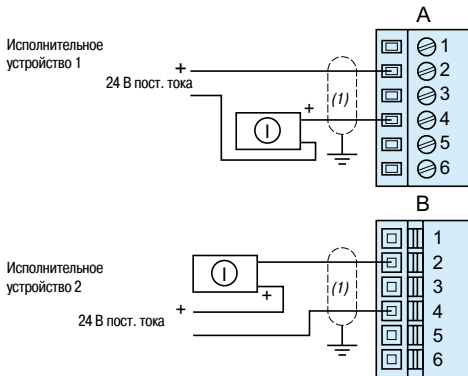 A
Исполнительное
устройство 1
+
24 В пост. тока
(1)
+
I
1
2
3
4
5
6
B
Исполнительное
устройство 2
I
+
(1)
+
24 В пост. тока
1
2
3
4
5
6